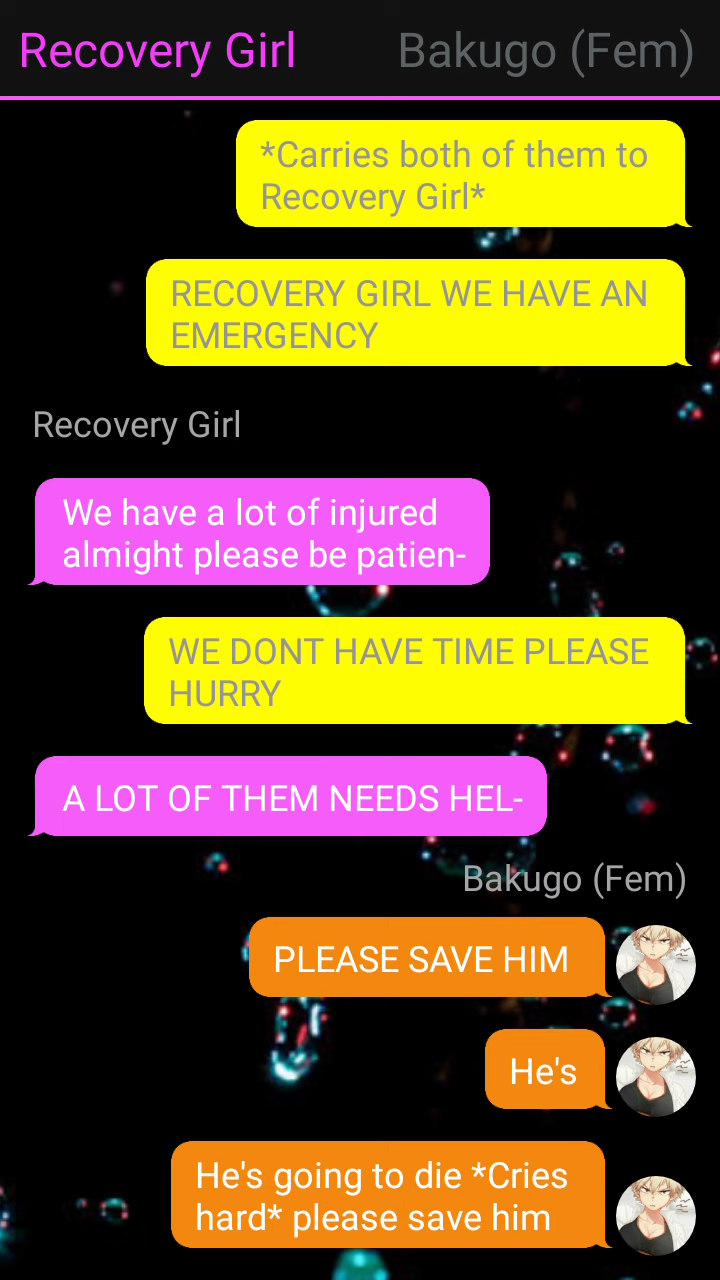 Recovery Girl
Bakugo (Fem)
*Carries both of them to
Recovery Girl*
RECOVERY GIRL WE HAVE AN
EMERGENCY
Recovery Girl
We have a lot of injured
almight please be patien-
WE DONT HAVE TIME PLEASE
HURRY
A LOT OF THEM NEEDS HEL-
Bakugo (Fem)
PLEASE SAVE HIM
He's
He's going to die *Cries
hard* please save him